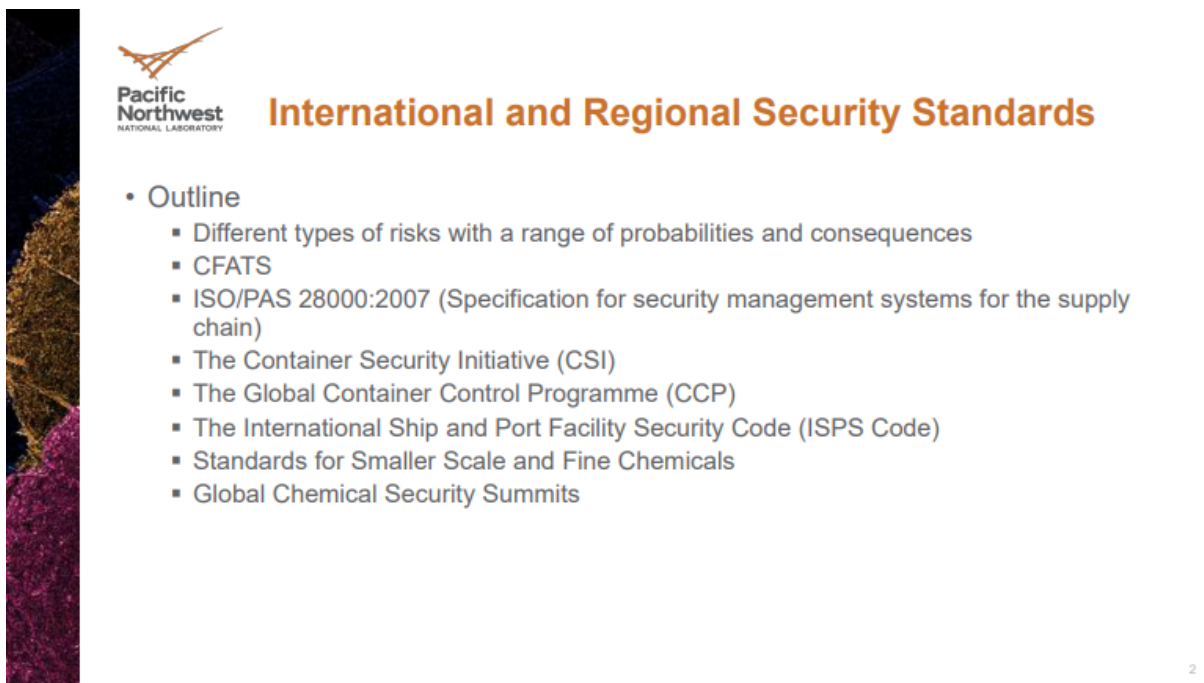 Pacific
Northwest
NATIONAL LABORATORY
International and Regional Security Standards
• Outline
▪ Different types of risks with a range of probabilities and consequences
▪ CFATS
▪ ISO/PAS 28000:2007 (Specification for security management systems for the supply
chain)
▪ The Container Security Initiative (CSI)
▪ The Global Container Control Programme (CCP)
▪ The International Ship and Port Facility Security Code (ISPS Code)
▪ Standards for Smaller Scale and Fine Chemicals
▪ Global Chemical Security Summits
2